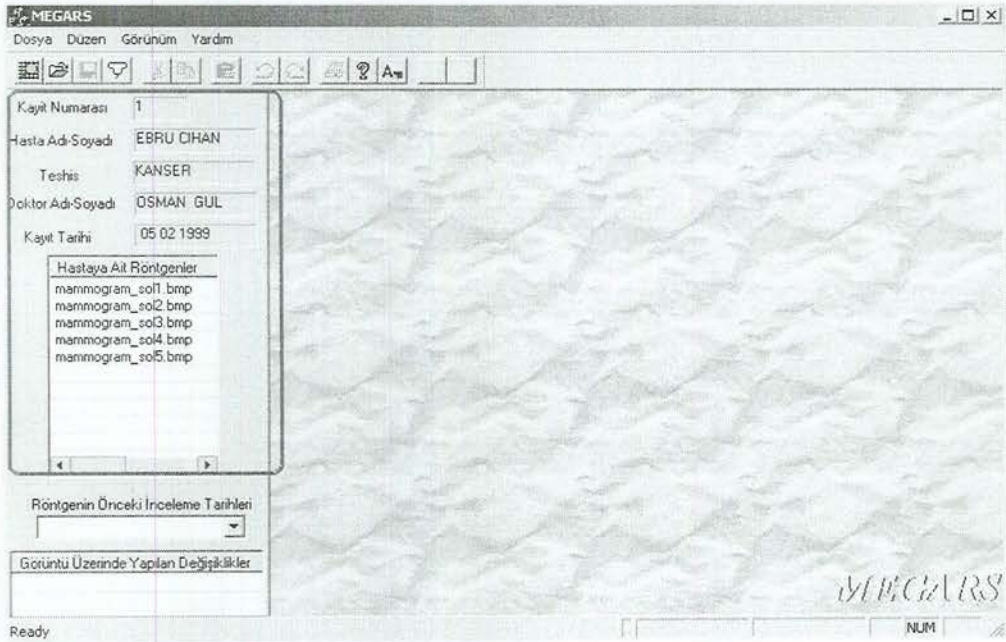 MEGARS
Dosya Düzen Görünüm Yardım
Kayıt Numarası 1
Hasta Adı-Soyadı EBRU CIHAN
Teshis KANSER
Doktor Adı-Soyadı OSMAN GUL
Kayıt Tarihi 05 02 1999
Hastaya Ait Röntgenler
mammogram_sol1.bmp
mammogram_sol2.bmp
mammogram_sol3.bmp
mammogram_sol4.bmp
mammogram_sol5.bmp
Röntgenin Önceki İnceleme Tarihleri
Görüntü Üzerinde Yapılan Değişiklikler
MEGARS
Ready NUM